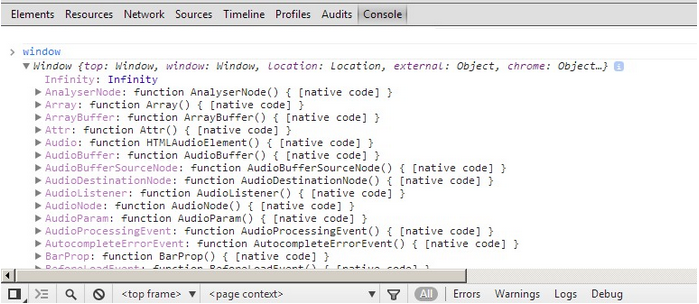 Elements Resources Network Sources Timeline Profiles Audits Console
> window
▼Window {top: Window, window: Window, location: Location, external: Object, chrome: Object…} i
Infinity: Infinity
▶AnalyserNode: function AnalyserNode() { [native code] }
▶Array: function Array() { [native code] }
▶ArrayBuffer: function ArrayBuffer() { [native code] }
▶Attr: function Attr() { [native code] }
▶Audio: function HTMLAudioElement() { [native code] }
▶AudioBuffer: function AudioBuffer() { [native code] }
▶AudioBufferSourceNode: function AudioBufferSourceNode() { [native code] }
▶AudioDestinationNode: function AudioDestinationNode() { [native code] }
▶AudioListener: function AudioListener() { [native code] }
▶AudioNode: function AudioNode() { [native code] }
▶AudioParam: function AudioParam() { [native code] }
▶AudioProcessingEvent: function AudioProcessingEvent() { [native code] }
▶AutocompleteErrorEvent: function AutocompleteErrorEvent() { [native code] }
▶BarProp: function BarProp() { [native code] }
▶BeforeLoadEvent: function BeforeLoadEvent() { [native code] }
<top frame> ▼ <page context> ▼ All Errors Warnings Logs Debug